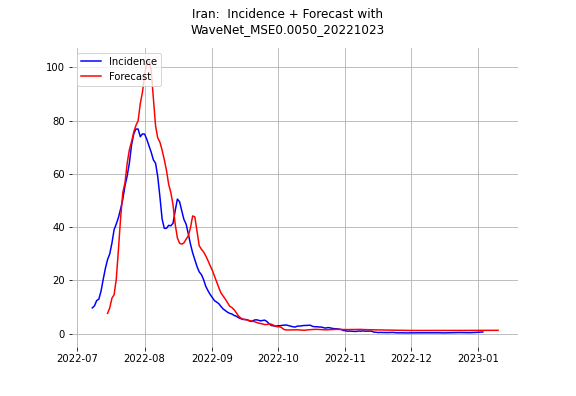 Iran:  Incidence + Forecast with
WaveNet_MSE0.0050_20221023
Incidence
Forecast
100
80
60
40
20
0
2022-07 2022-08 2022-09 2022-10 2022-11 2022-12 2023-01